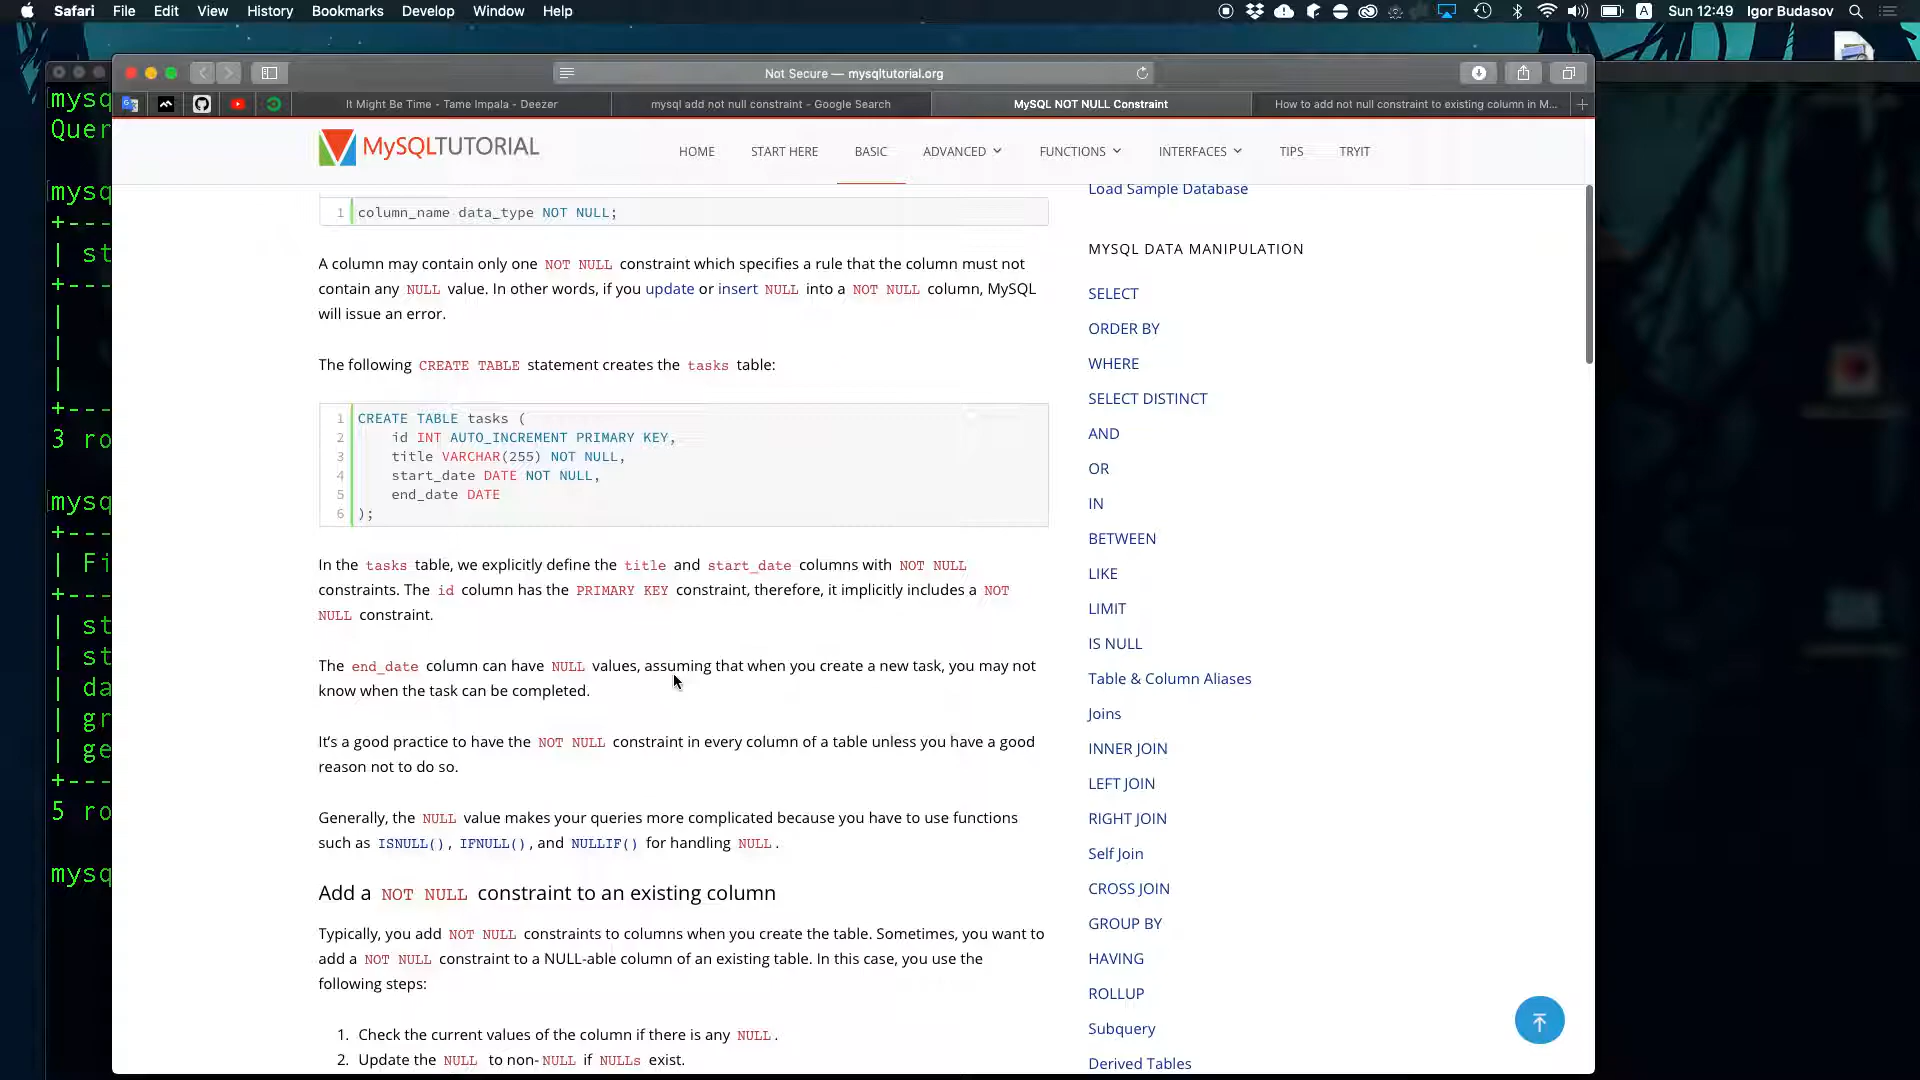 Safari File Edit View History Bookmarks Develop Window Help
A Sun 12:49 Igor Budasov
Not Secure — mysqltutorial.org
It Might Be Time - Tame Impala - Deezer
mysql add not null constraint - Google Search
MySQL NOT NULL Constraint
How to add not null constraint to existing column in M...
MySQLTUTORIAL
HOME START HERE BASIC ADVANCED FUNCTIONS INTERFACES TIPS TRYIT
1 column_name data_type NOT NULL;
A column may contain only one NOT NULL constraint which specifies a rule that the column must not
contain any NULL value. In other words, if you update or insert NULL into a NOT NULL column, MySQL
will issue an error.
The following CREATE TABLE statement creates the tasks table:
1 CREATE TABLE tasks (
2 id INT AUTO_INCREMENT PRIMARY KEY,
3 title VARCHAR(255) NOT NULL,
4 start_date DATE NOT NULL,
5 end_date DATE
6 );
In the tasks table, we explicitly define the title and start_date columns with NOT NULL
constraints. The id column has the PRIMARY KEY constraint, therefore, it implicitly includes a NOT
NULL constraint.
The end_date column can have NULL values, assuming that when you create a new task, you may not
know when the task can be completed.
It’s a good practice to have the NOT NULL constraint in every column of a table unless you have a good
reason not to do so.
Generally, the NULL value makes your queries more complicated because you have to use functions
such as ISNULL(), IFNULL(), and NULLIF() for handling NULL.
Add a NOT NULL constraint to an existing column
Typically, you add NOT NULL constraints to columns when you create the table. Sometimes, you want to
add a NOT NULL constraint to a NULL-able column of an existing table. In this case, you use the
following steps:
1. Check the current values of the column if there is any NULL.
2. Update the NULL to non-NULL if NULLs exist.
Load Sample Database
MYSQL DATA MANIPULATION
SELECT
ORDER BY
WHERE
SELECT DISTINCT
AND
OR
IN
BETWEEN
LIKE
LIMIT
IS NULL
Table & Column Aliases
Joins
INNER JOIN
LEFT JOIN
RIGHT JOIN
Self Join
CROSS JOIN
GROUP BY
HAVING
ROLLUP
Subquery
Derived Tables
mysq
Quer
mysq
+---
| st
+---
|
|
|
+---
3 ro
mysq
+---
| Fi
+---
| st
| st
| da
| gr
| ge
+---
5 ro
mysq